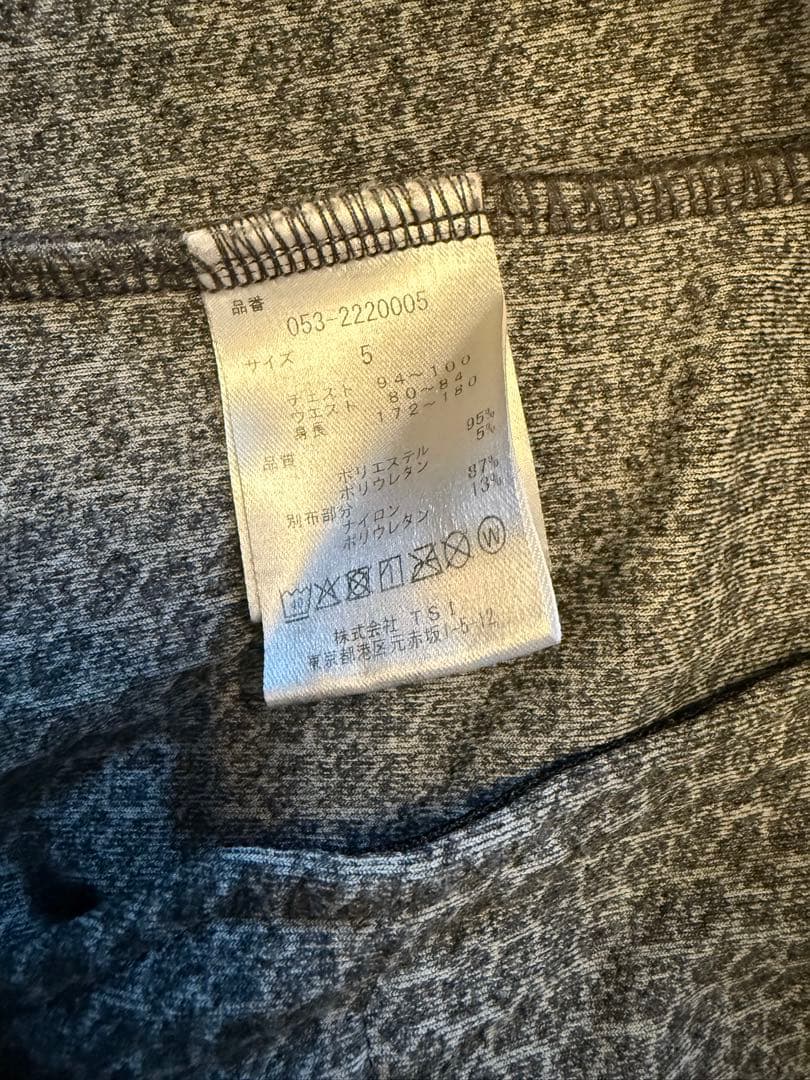 品番
053-2220005
サイズ 5
チェスト 94～100
ウエスト 80～84
身長 172～180
品質
ポリエステル 95%
ポリウレタン 5%
別布部分
ナイロン 87%
ポリウレタン 13%
W
株式会社 TSI
東京都港区元赤坂1-5-12